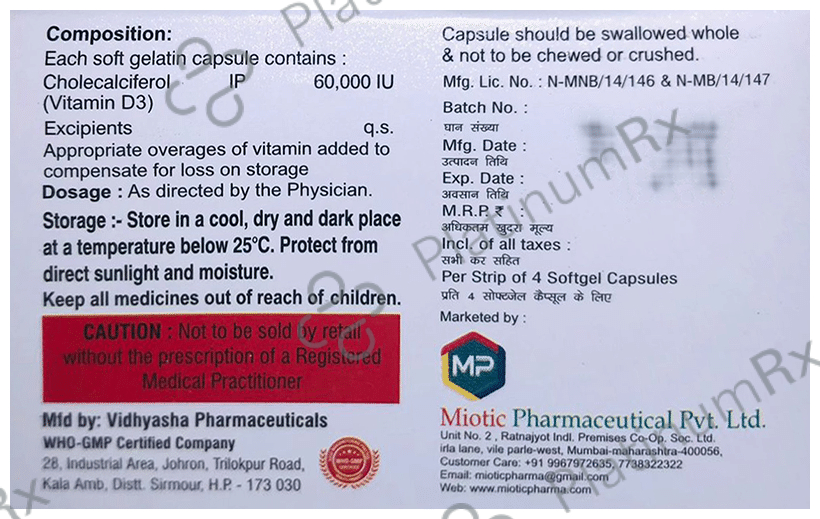 Composition:
Each soft gelatin capsule contains :
Cholecalciferol IP 60,000 IU
(Vitamin D3)
Excipients q.s.
Appropriate overages of vitamin added to
compensate for loss on storage
Dosage : As directed by the Physician.
Storage :- Store in a cool, dry and dark place
at a temperature below 25°C. Protect from
direct sunlight and moisture.
Keep all medicines out of reach of children.
CAUTION : Not to be sold by retail
without the prescription of a Registered
Medical Practitioner
Mfd by: Vidhyasha Pharmaceuticals
WHO-GMP Certified Company
28, Industrial Area, Johron, Trilokpur Road,
Kala Amb, Distt. Sirmour, H.P. - 173 030
WHO-GMP
CERTIFIED
Capsule should be swallowed whole
& not to be chewed or crushed.
Mfg. Lic. No. : N-MNB/14/146 & N-MB/14/147
Batch No. :
घान संख्या
Mfg. Date :
उत्पादन तिथि
Exp. Date :
अवसान तिथि
M.R.P. ₹ :
अधिकतम खुदरा मूल्य
Incl. of all taxes :
सभी कर सहित
Per Strip of 4 Softgel Capsules
प्रति 4 सोफ्टजेल कैप्सूल के लिए
Marketed by :
MP
Miotic Pharmaceutical Pvt. Ltd.
Unit No. 2 , Ratnajyot Indl. Premises Co-Op. Soc. Ltd.
irla lane, vile parle-west, Mumbai-maharashtra-400056,
Customer Care: +91 9967972635, 7738322322
Email: mioticpharma@gmail.com
Web: www.mioticpharma.com
PlatinumRx
PlatinumRx
PlatinumRx